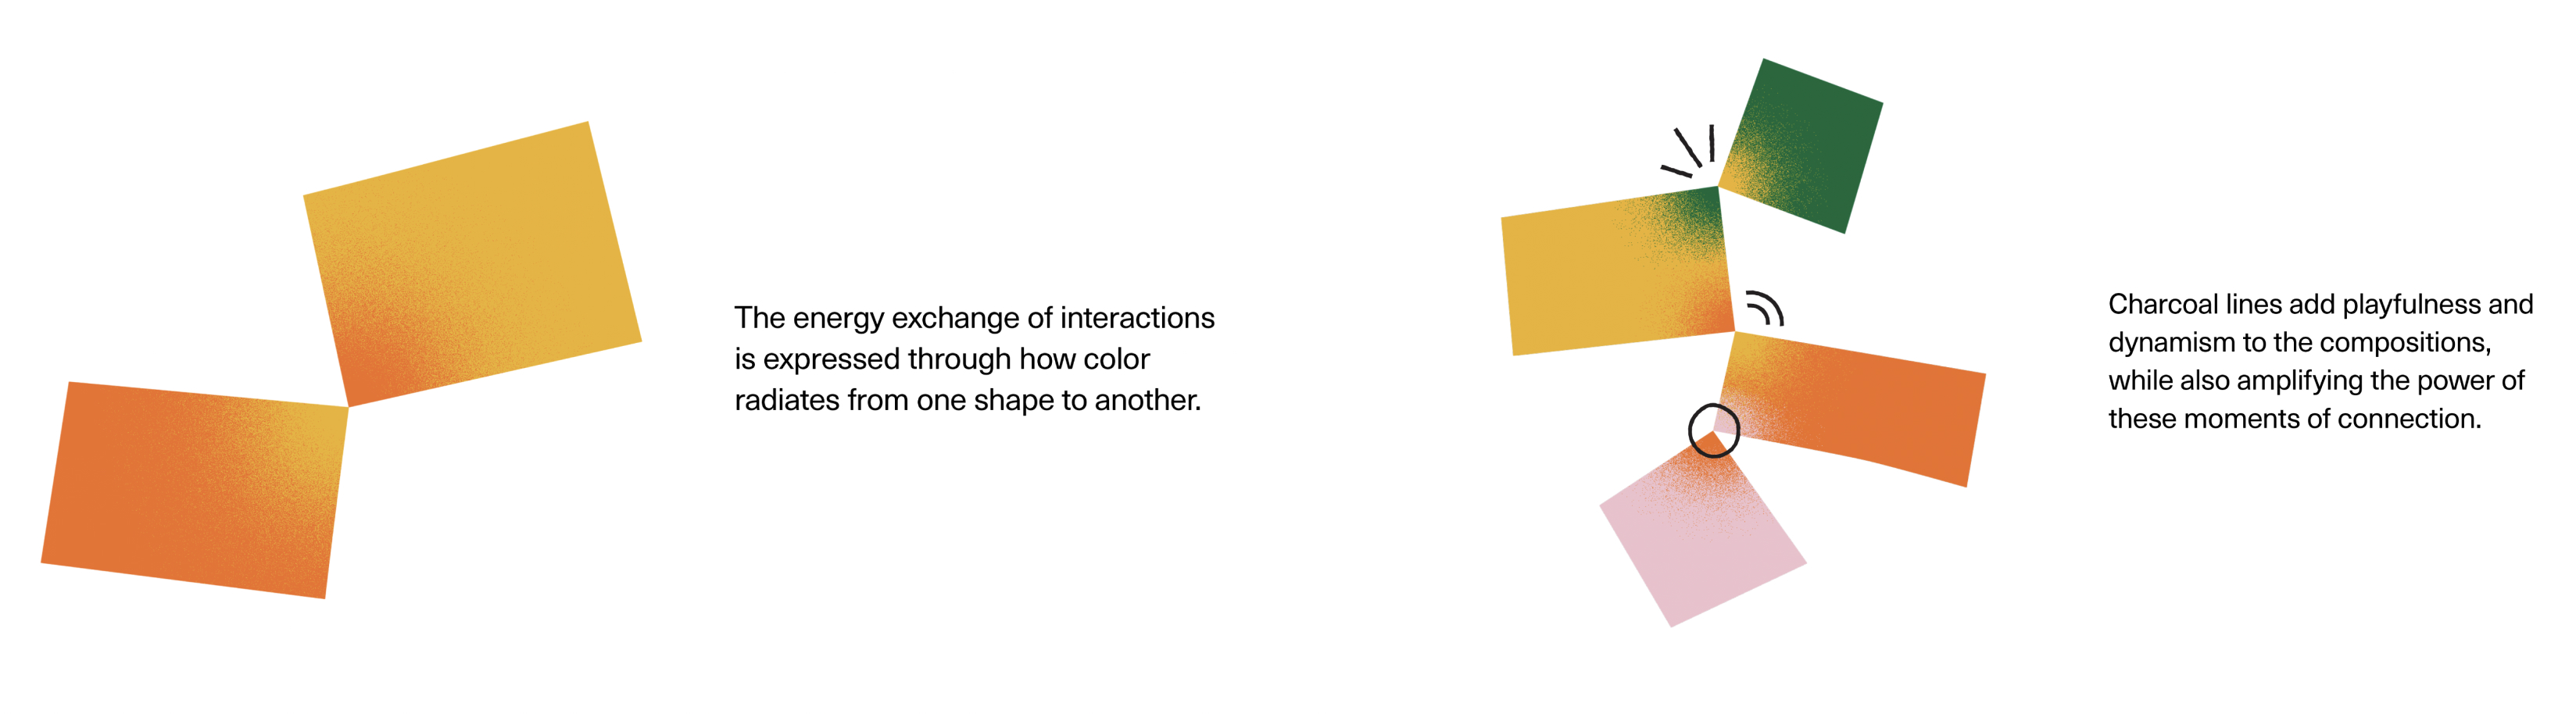 The energy exchange of interactions
is expressed through how color
radiates from one shape to another.
Charcoal lines add playfulness and
dynamism to the compositions,
while also amplifying the power of
these moments of connection.